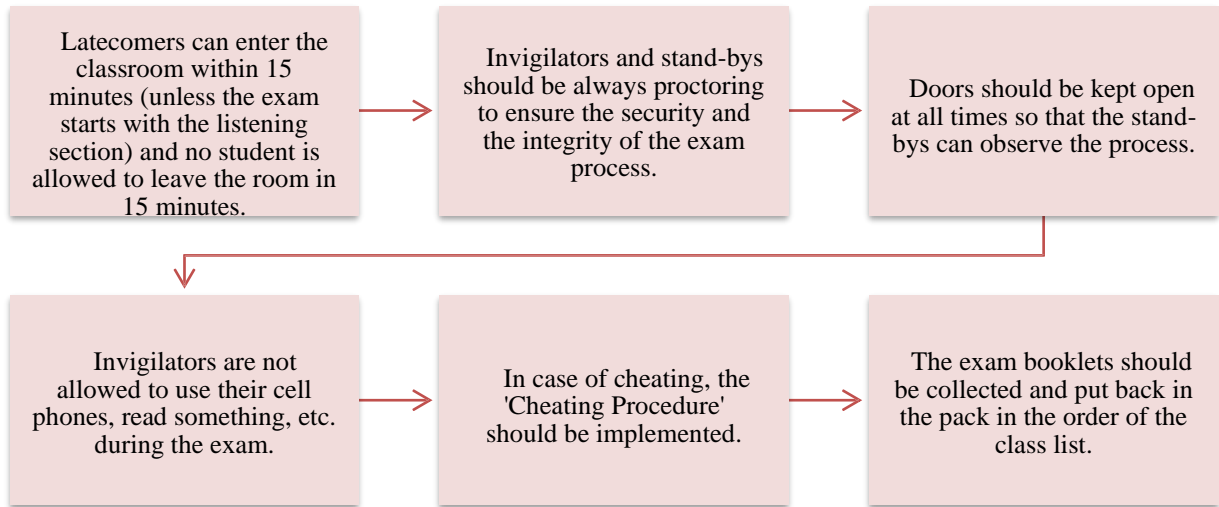 Latecomers can enter the
classroom within 15
minutes (unless the exam
starts with the listening
section) and no student is
allowed to leave the room in
15 minutes.
Invigilators and stand-bys
should be always proctoring
to ensure the security and
the integrity of the exam
process.
Doors should be kept open
at all times so that the stand-
bys can observe the process.
Invigilators are not
allowed to use their cell
phones, read something, etc.
during the exam.
In case of cheating, the
'Cheating Procedure'
should be implemented.
The exam booklets should
be collected and put back in
the pack in the order of the
class list.